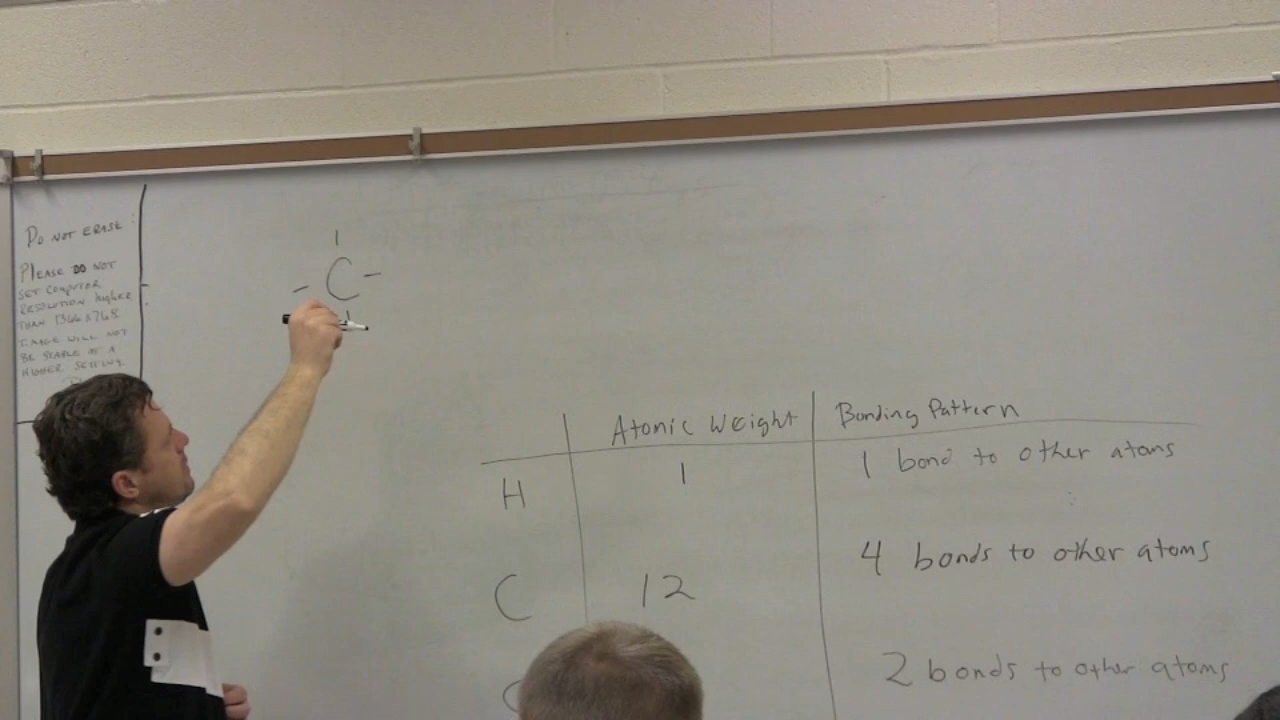 DO NOT ERASE:
PLEASE DO NOT
SET COMPUTER
RESOLUTION HIGHER
THAN 1366 X 768.
IMAGE WILL NOT
BE STABLE AT A
HIGHER SETTING.
C
Atomic Weight Bonding Pattern
H 1 1 bond to other atoms
C 12 4 bonds to other atoms
2 bonds to other atoms